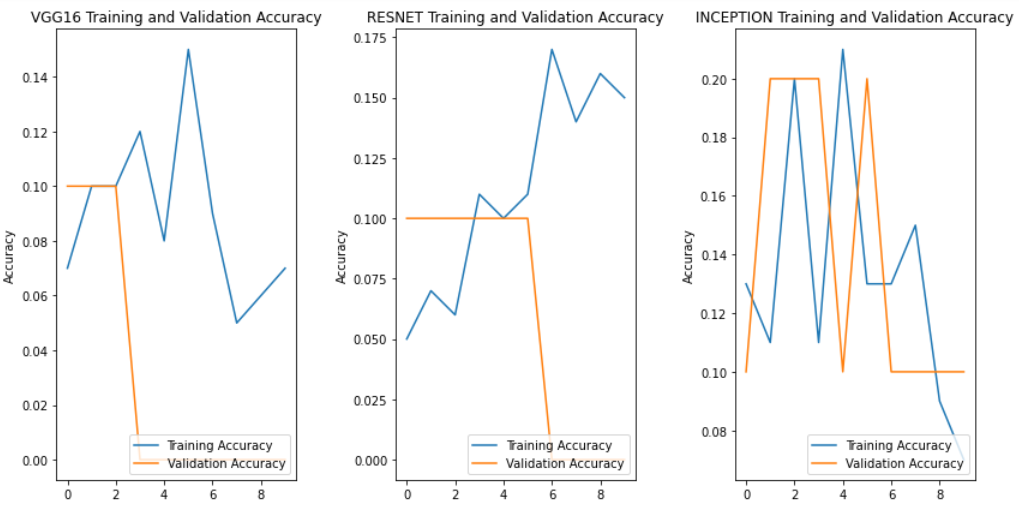 VGG16 Training and Validation Accuracy
0.14
0.12
0.10
0.08
0.06
0.04
0.02
0.00
Accuracy
Training Accuracy
Validation Accuracy
0 2 4 6 8
RESNET Training and Validation Accuracy
0.175
0.150
0.125
0.100
0.075
0.050
0.025
0.000
Accuracy
Training Accuracy
Validation Accuracy
0 2 4 6 8
INCEPTION Training and Validation Accuracy
0.20
0.18
0.16
0.14
0.12
0.10
0.08
Accuracy
Training Accuracy
Validation Accuracy
0 2 4 6 8